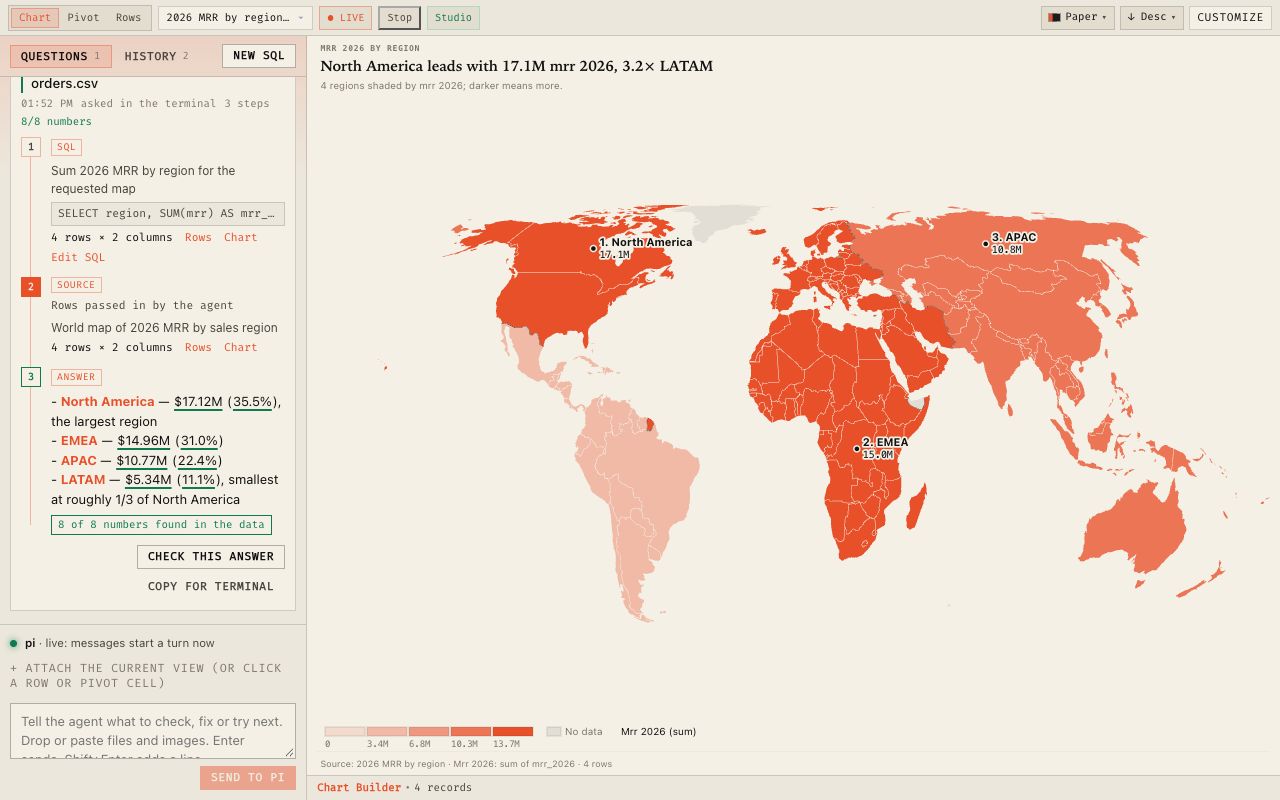 Chart Pivot Rows 2026 MRR by region… LIVE Stop Studio Paper ↓ Desc CUSTOMIZE
QUESTIONS 1 HISTORY 2 NEW SQL
orders.csv
01:52 PM asked in the terminal 3 steps
8/8 numbers
1 SQL
Sum 2026 MRR by region for the
requested map
SELECT region, SUM(mrr) AS mrr_…
4 rows × 2 columns Rows Chart
Edit SQL
2 SOURCE
Rows passed in by the agent
World map of 2026 MRR by sales region
4 rows × 2 columns Rows Chart
3 ANSWER
- North America — $17.12M (35.5%),
the largest region
- EMEA — $14.96M (31.0%)
- APAC — $10.77M (22.4%)
- LATAM — $5.34M (11.1%), smallest
at roughly 1/3 of North America
8 of 8 numbers found in the data
CHECK THIS ANSWER
COPY FOR TERMINAL
pi · live: messages start a turn now
+ ATTACH THE CURRENT VIEW (OR CLICK
A ROW OR PIVOT CELL)
Tell the agent what to check, fix or try next.
Drop or paste files and images. Enter
sends, Shift+Enter adds a line.
SEND TO PI
MRR 2026 BY REGION
North America leads with 17.1M mrr 2026, 3.2× LATAM
4 regions shaded by mrr 2026; darker means more.
1. North America
17.1M
3. APAC
10.8M
2. EMEA
15.0M
No data Mrr 2026 (sum)
0 3.4M 6.8M 10.3M 13.7M
Source: 2026 MRR by region · Mrr 2026: sum of mrr_2026 · 4 rows
Chart Builder • 4 records